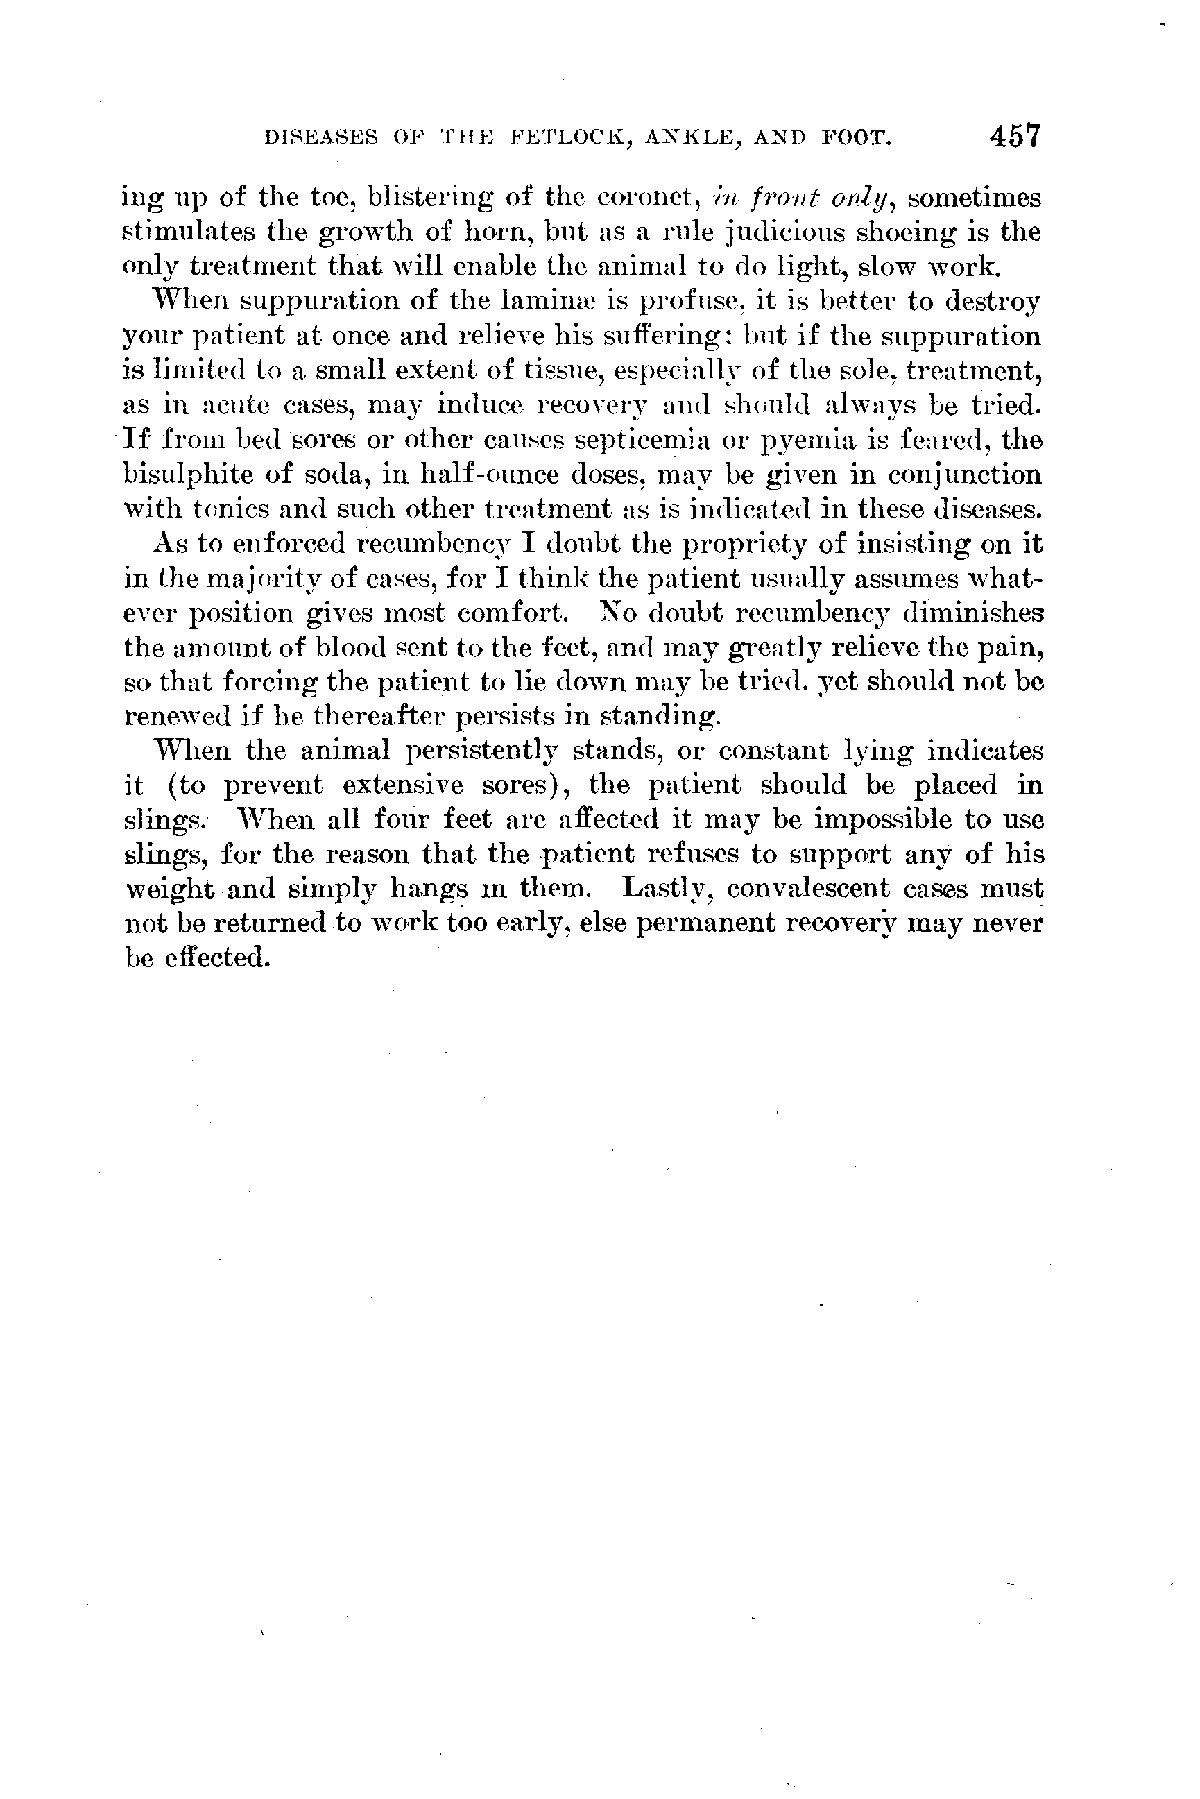 DISEASES OF THE FETLOCK, ANKLE, AND FOOT. 457
ing up of the toe, blistering of the coronet, in front only, sometimes
stimulates the growth of horn, but as a rule judicious shoeing is the
only treatment that will enable the animal to do light, slow work.
When suppuration of the laminæ is profuse, it is better to destroy
your patient at once and relieve his suffering; but if the suppuration
is limited to a small extent of tissue, especially of the sole, treatment,
as in acute cases, may induce recovery and should always be tried.
If from bed sores or other causes septicemia or pyemia is feared, the
bisulphite of soda, in half-ounce doses, may be given in conjunction
with tonics and such other treatment as is indicated in these diseases.
As to enforced recumbency I doubt the propriety of insisting on it
in the majority of cases, for I think the patient usually assumes what-
ever position gives most comfort. No doubt recumbency diminishes
the amount of blood sent to the feet, and may greatly relieve the pain,
so that forcing the patient to lie down may be tried, yet should not be
renewed if he thereafter persists in standing.
When the animal persistently stands, or constant lying indicates
it (to prevent extensive sores), the patient should be placed in
slings. When all four feet are affected it may be impossible to use
slings, for the reason that the patient refuses to support any of his
weight and simply hangs in them. Lastly, convalescent cases must
not be returned to work too early, else permanent recovery may never
be effected.